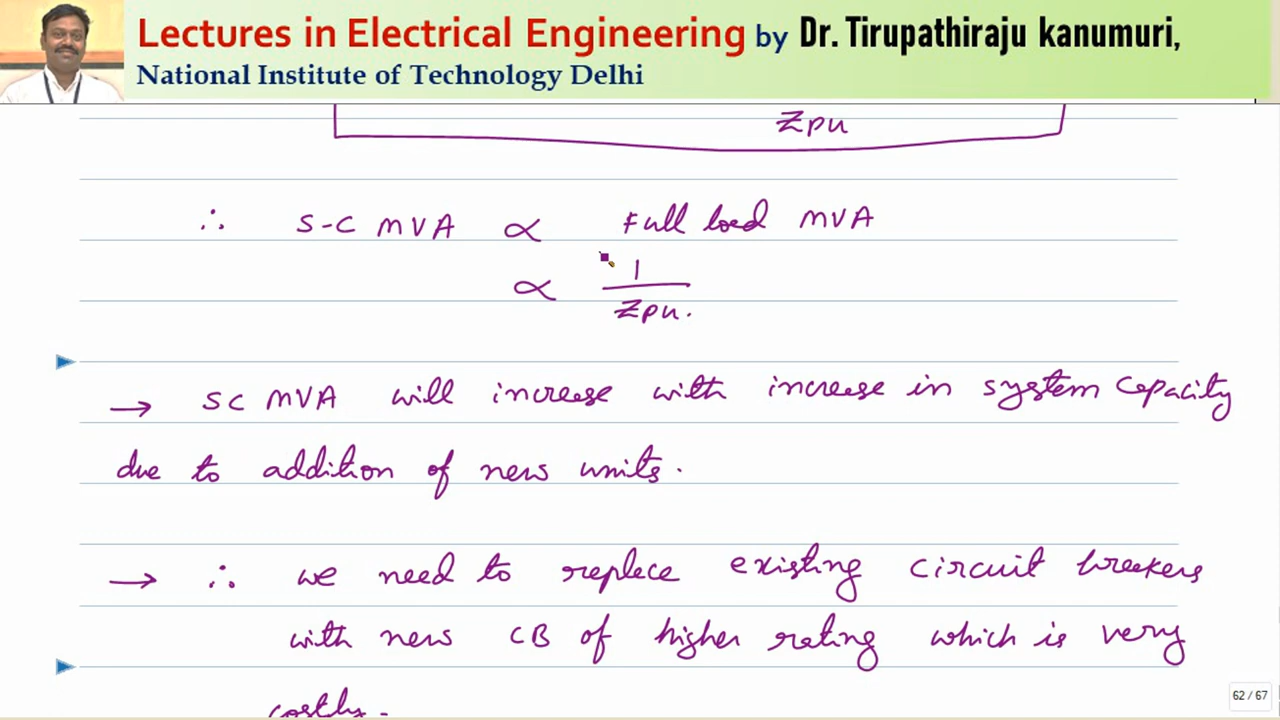 Lectures in Electrical Engineering by Dr. Tirupathiraju kanumuri,
National Institute of Technology Delhi
Zpu
∴ S-C MVA ∝ Full load MVA
∝ 1/Zpu.
→ SC MVA will increase with increase in system capacity
due to addition of new units.
→ ∴ we need to replace existing circuit breakers
with new CB of higher rating which is very
costly.
62 / 67